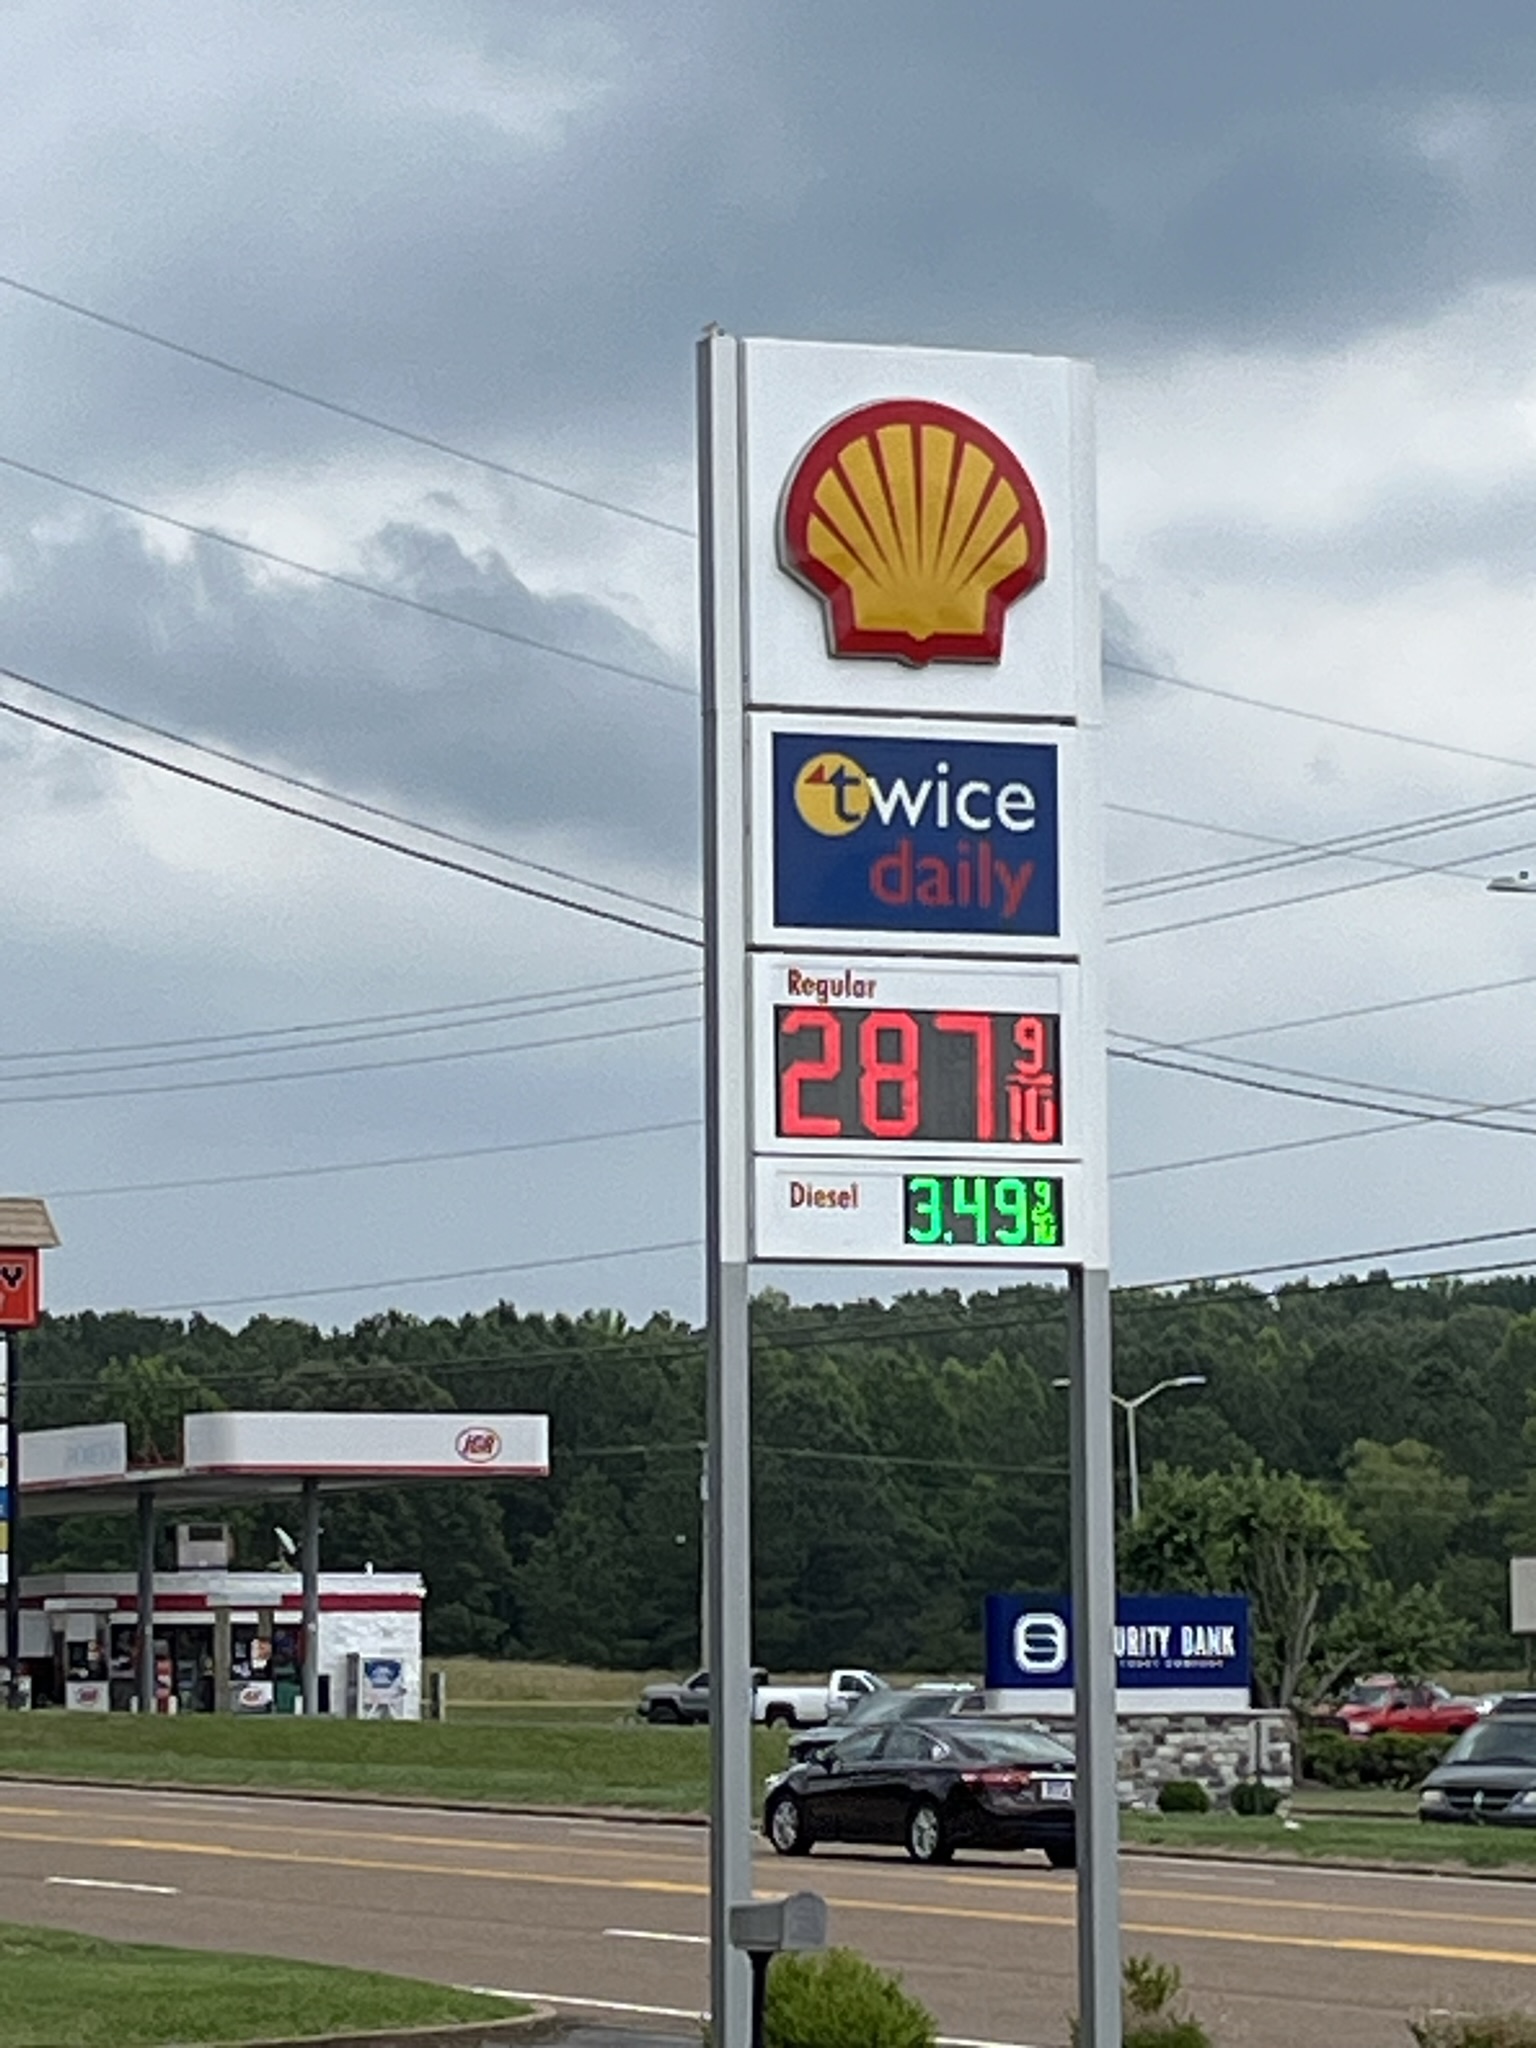 twice
daily
Regular
287 9/10
Diesel
3.49 9/10
IGA
URITY BANK